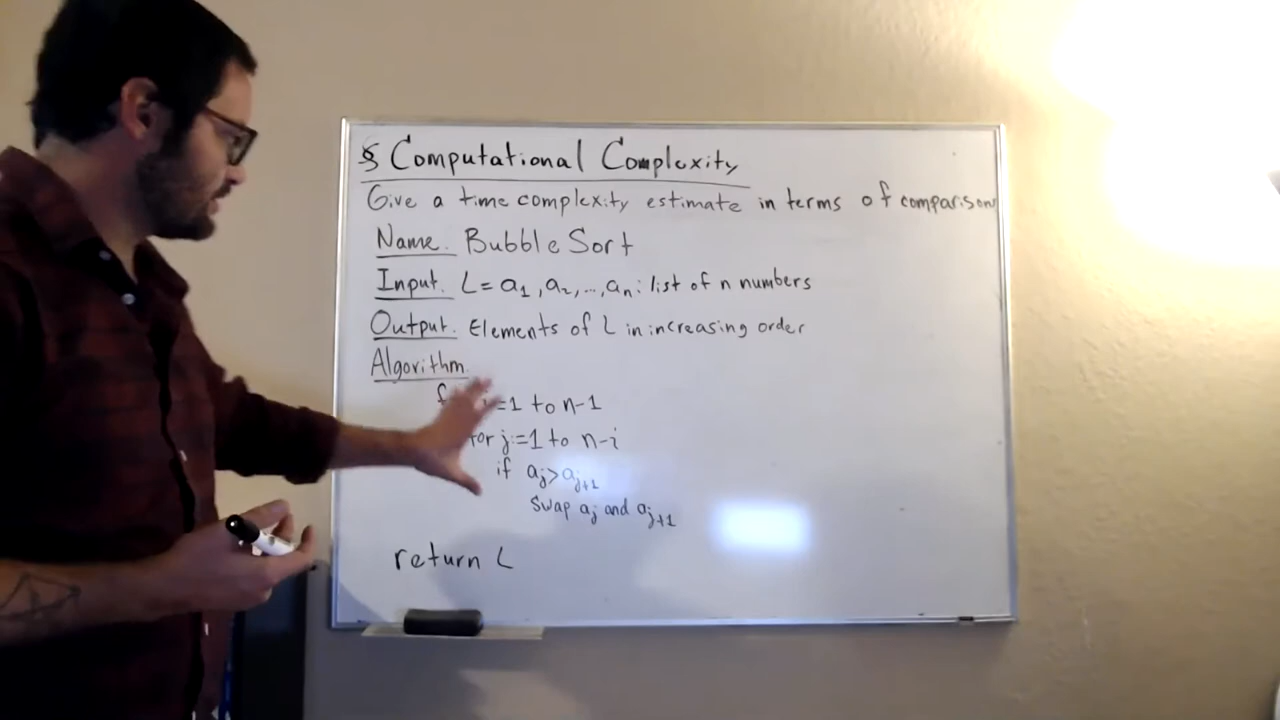 § Computational Complexity
Give a time complexity estimate in terms of comparisons
Name. Bubble Sort
Input. L = a₁, a₂, ..., aₙ : list of n numbers
Output. Elements of L in increasing order
Algorithm.
:=1 to n-1
for j:=1 to n-i
if aⱼ > aⱼ₊₁
Swap aⱼ and aⱼ₊₁
return L